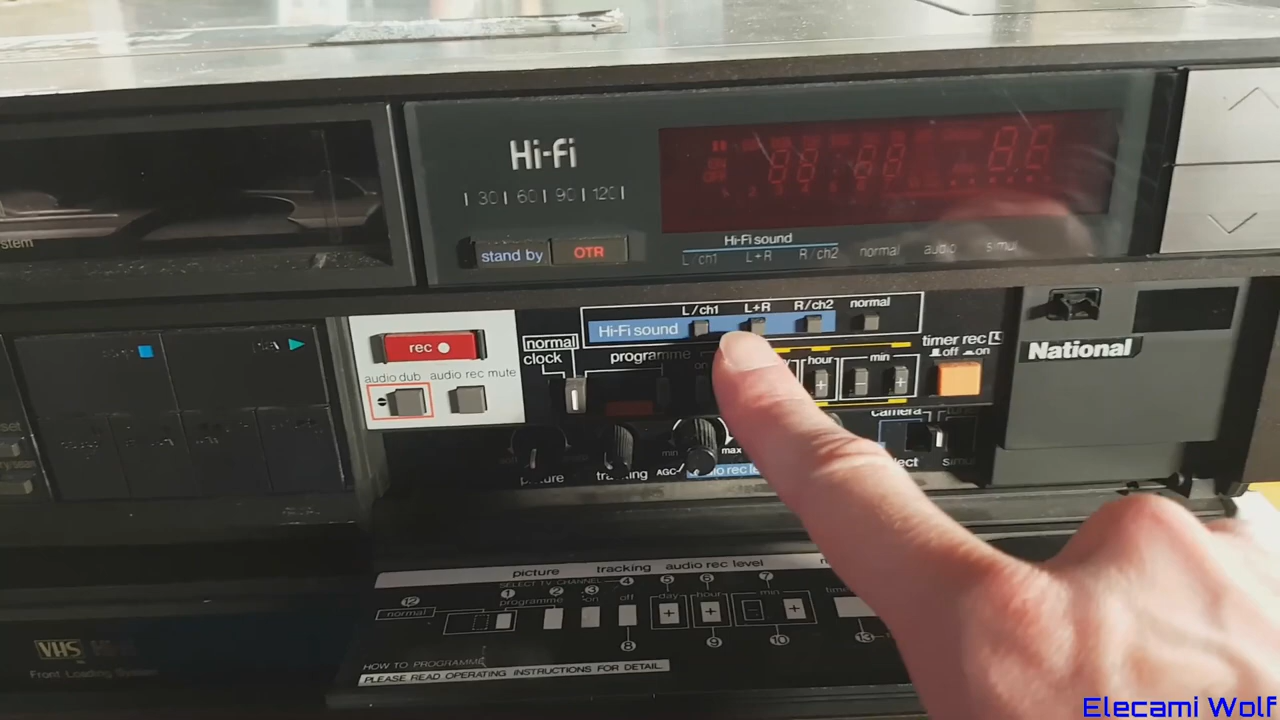 Hi-fi
30 60 90 120
stand by OTR
Hi-Fi sound
L/ch1 L+R R/ch2 normal audio simul
L/ch1 L+R R/ch2 normal
Hi-Fi sound
rec
normal
clock
programme
hour
min
timer rec
off on
National
audio dub audio rec mute
camera
min
max
AGC
picture
tracking
simul
picture tracking audio rec level
SELECT TV CHANNEL
programme on off day hour min
normal
HOW TO PROGRAMME
PLEASE READ OPERATING INSTRUCTIONS FOR DETAIL.
VHS
Front Loading System
Elecami Wolf